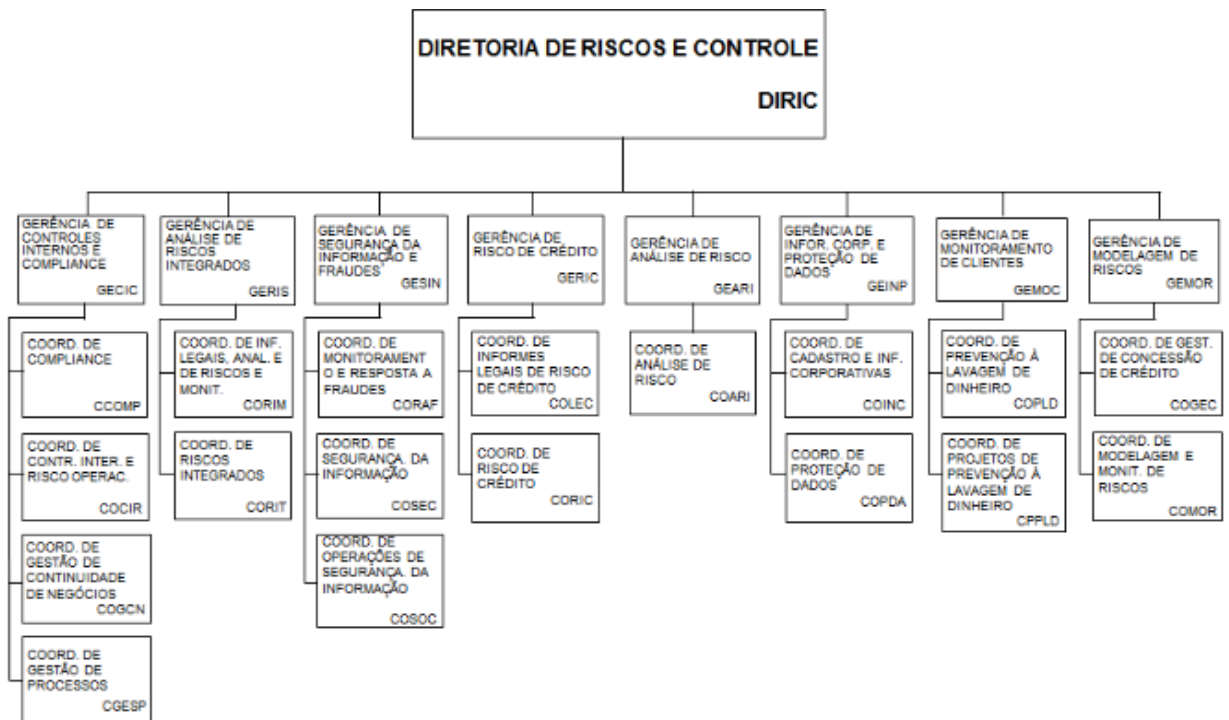 DIRETORIA DE RISCOS E CONTROLE
DIRIC
GERÊNCIA DE
CONTROLES
INTERNOS E
COMPLIANCE
GECIC
GERÊNCIA DE
ANÁLISE DE
RISCOS
INTEGRADOS
GERIS
GERÊNCIA DE
SEGURANÇA DA
INFORMAÇÃO E
FRAUDES
GESIN
GERÊNCIA DE
RISCO DE CRÉDITO
GERIC
GERÊNCIA DE
ANÁLISE DE RISCO
GEARI
GERÊNCIA DE
INFOR. CORP. E
PROTEÇÃO DE
DADOS
GEINP
GERÊNCIA DE
MONITORAMENTO
DE CLIENTES
GEMOC
GERÊNCIA DE
MODELAGEM DE
RISCOS
GEMOR
COORD. DE
COMPLIANCE
CCOMP
COORD. DE INF.
LEGAIS, ANAL. E
DE RISCOS E
MONIT.
CORIM
COORD. DE
MONITORAMENT
O E RESPOSTA A
FRAUDES
CORAF
COORD. DE
INFORMES
LEGAIS DE RISCO
DE CRÉDITO
COLEC
COORD. DE
ANÁLISE DE
RISCO
COARI
COORD. DE
CADASTRO E INF.
CORPORATIVAS
COINC
COORD. DE
PREVENÇÃO À
LAVAGEM DE
DINHEIRO
COPLD
COORD. DE GEST.
DE CONCESSÃO
DE CRÉDITO
COGEC
COORD. DE
CONTR. INTER. E
RISCO OPERAC.
COCIR
COORD. DE
RISCOS
INTEGRADOS
CORIT
COORD. DE
SEGURANÇA. DA
INFORMAÇÃO
COSEC
COORD. DE
RISCO DE
CRÉDITO
CORIC
COORD. DE
PROTEÇÃO DE
DADOS
COPDA
COORD. DE
PROJETOS DE
PREVENÇÃO À
LAVAGEM DE
DINHEIRO
CPPLD
COORD. DE
MODELAGEM E
MONIT. DE
RISCOS
COMOR
COORD. DE
GESTÃO DE
CONTINUIDADE
DE NEGÓCIOS
COGCN
COORD. DE
OPERAÇÕES DE
SEGURANÇA. DA
INFORMAÇÃO
COSOC
COORD. DE
GESTÃO DE
PROCESSOS
CGESP